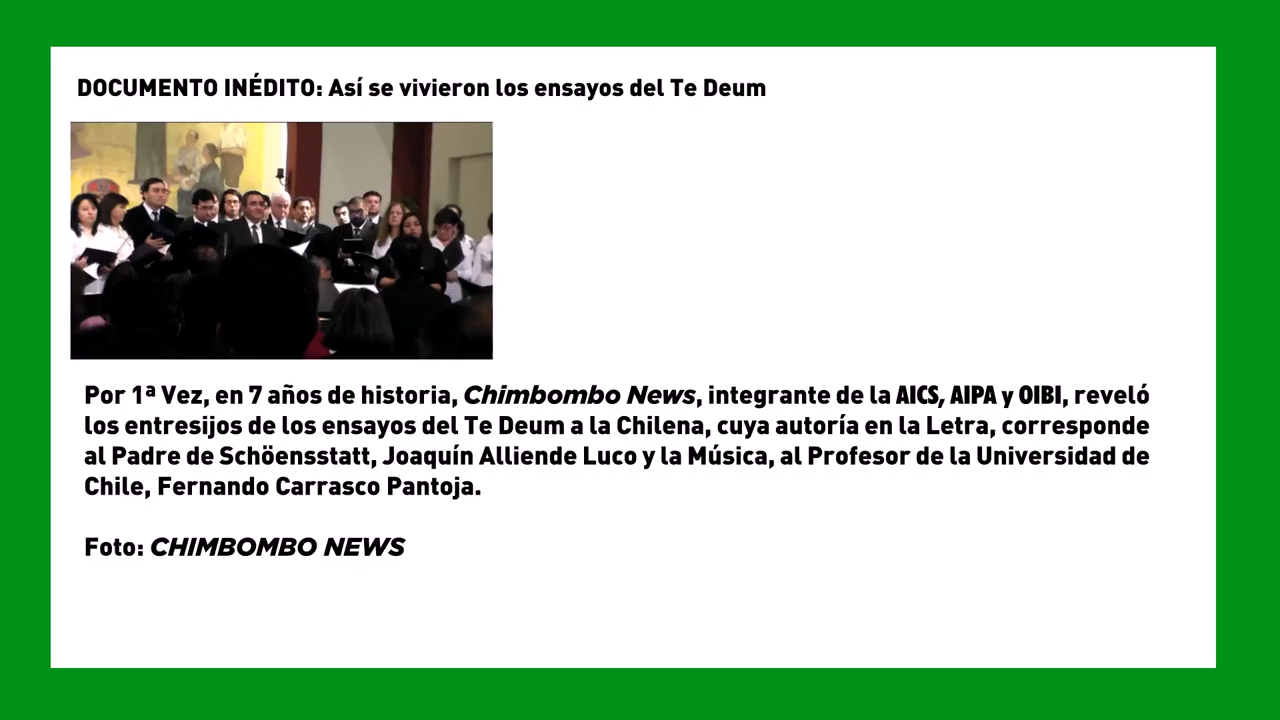 DOCUMENTO INÉDITO: Así se vivieron los ensayos del Te Deum
Por 1ª Vez, en 7 años de historia, Chimbombo News, integrante de la AICS, AIPA y OIBI, reveló
los entresijos de los ensayos del Te Deum a la Chilena, cuya autoría en la Letra, corresponde
al Padre de Schöensstatt, Joaquín Alliende Luco y la Música, al Profesor de la Universidad de
Chile, Fernando Carrasco Pantoja.
Foto: CHIMBOMBO NEWS